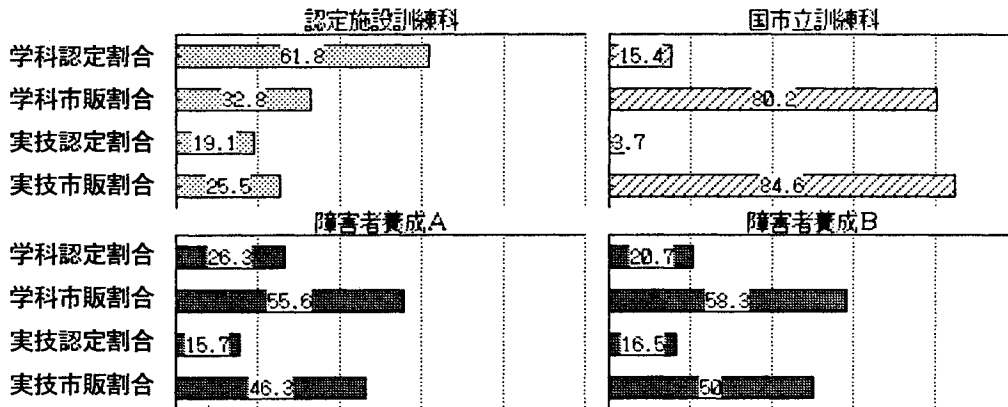 認定施設訓練科 国市立訓練科
学科認定割合 61.8 15.4
学科市販割合 32.8 80.2
実技認定割合 19.1 3.7
実技市販割合 25.5 84.6
障害者養成A 障害者養成B
学科認定割合 26.3 20.7
学科市販割合 55.6 58.3
実技認定割合 15.7 16.5
実技市販割合 46.3 50